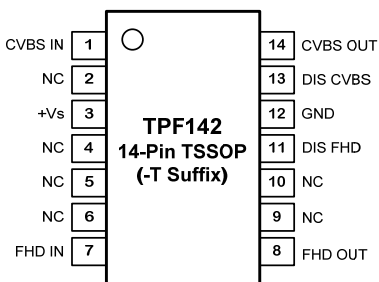 CVBS IN 1 14 CVBS OUT
NC 2 13 DIS CVBS
+Vs 3 12 GND
TPF142
NC 4 11 DIS FHD
14-Pin TSSOP
NC 5 10 NC
(-T Suffix)
NC 6 9 NC
FHD IN 7 8 FHD OUT